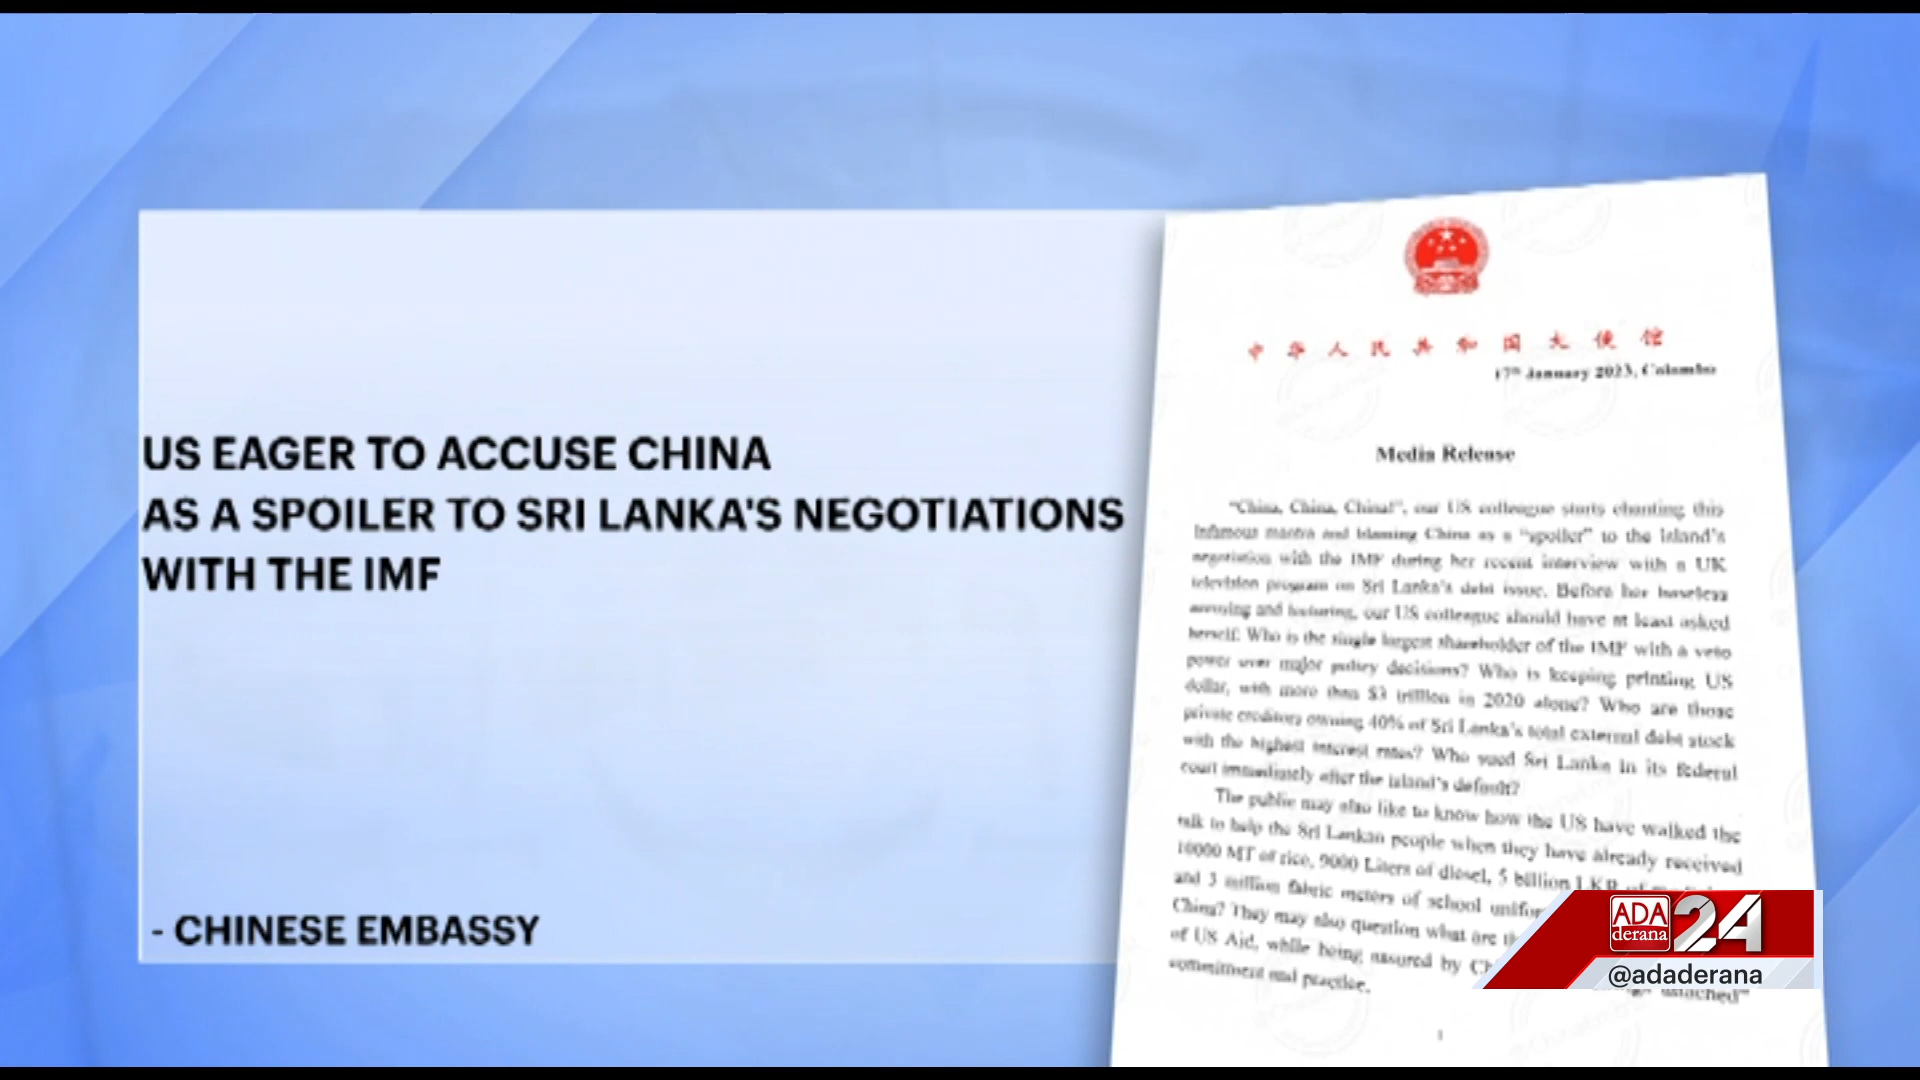 US EAGER TO ACCUSE CHINA
AS A SPOILER TO SRI LANKA'S NEGOTIATIONS
WITH THE IMF
- CHINESE EMBASSY
中华人民共和国大使馆
17th January 2023, Colombo
Media Release
"China, China, China!", our US colleague starts chanting this
infamous mantra and blaming China as a "spoiler" to the island's
negotiation with the IMF during her recent interview with a UK
television program on Sri Lanka's debt issue. Before her baseless
accusing and lecturing, our US colleague should have at least asked
herself: Who is the single largest shareholder of the IMF with a veto
power over major policy decisions? Who is keeping printing US
dollar, with more than $3 trillion in 2020 alone? Who are those
private creditors owning 40% of Sri Lanka's total external debt stock
with the highest interest rates? Who sued Sri Lanka in its federal
court immediately after the island's default?
The public may also like to know how the US have walked the
talk to help the Sri Lankan people when they have already received
10000 MT of rice, 9000 Liters of diesel, 5 billion LKR of
and 3 million fabric meters of school
China? They may also question what are
of US Aid, while being assured by
attached"
commitment and practice.
1
ADA
derana
24
@adaderana